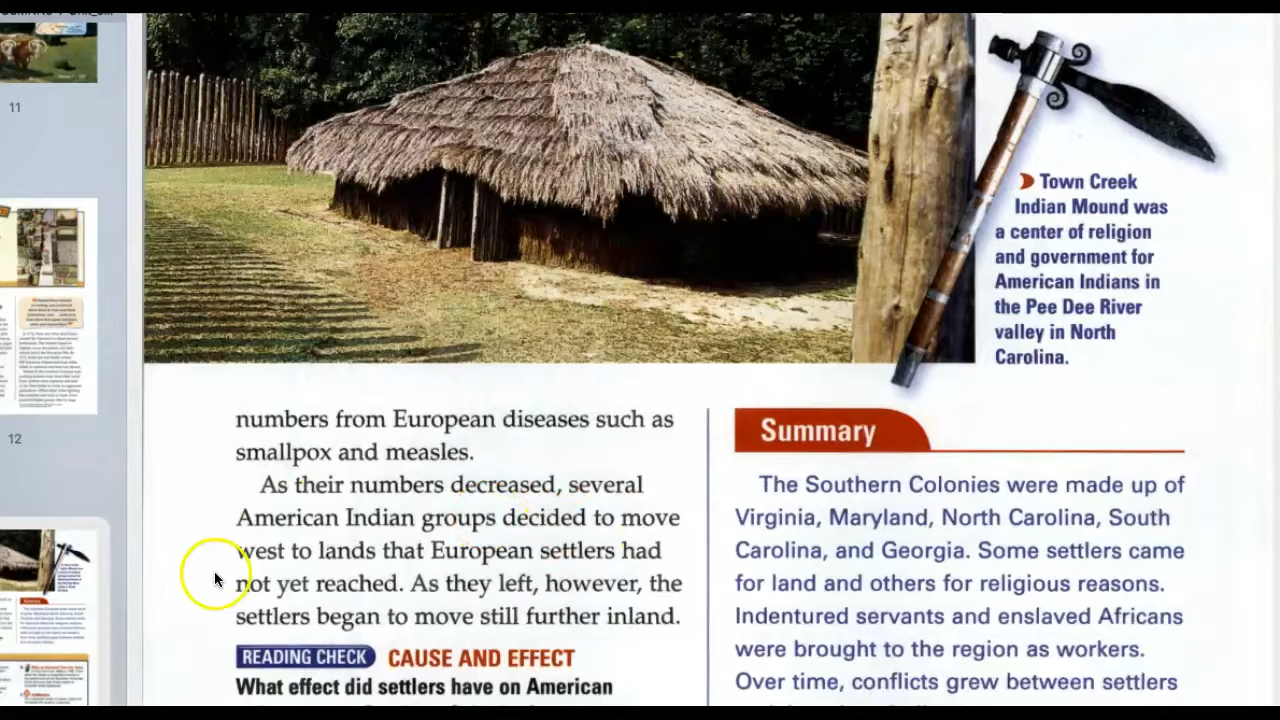 11
12
Town Creek
Indian Mound was
a center of religion
and government for
American Indians in
the Pee Dee River
valley in North
Carolina.
numbers from European diseases such as
smallpox and measles.
As their numbers decreased, several
American Indian groups decided to move
west to lands that European settlers had
not yet reached. As they left, however, the
settlers began to move still further inland.
READING CHECK CAUSE AND EFFECT
What effect did settlers have on American
Summary
The Southern Colonies were made up of
Virginia, Maryland, North Carolina, South
Carolina, and Georgia. Some settlers came
for land and others for religious reasons.
Indentured servants and enslaved Africans
were brought to the region as workers.
Over time, conflicts grew between settlers